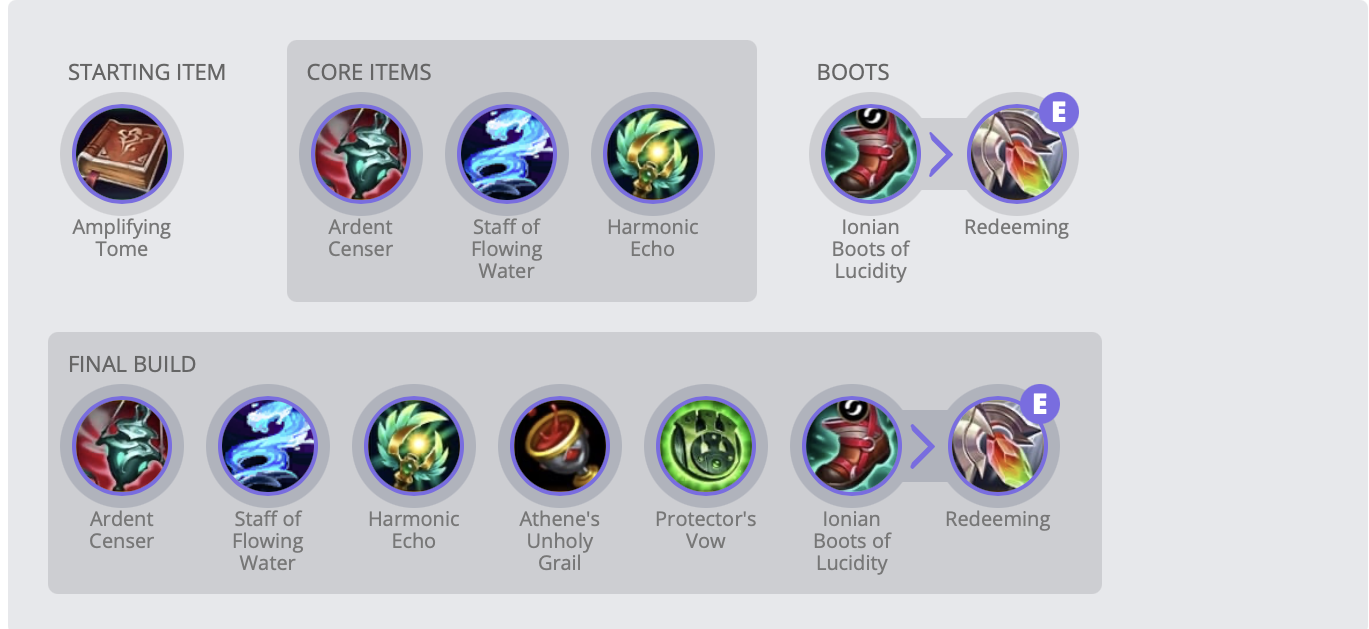 STARTING ITEM
Amplifying
Tome
CORE ITEMS
Ardent
Censer
Staff of
Flowing
Water
Harmonic
Echo
BOOTS
Ionian
Boots of
Lucidity
E
Redeeming
FINAL BUILD
Ardent
Censer
Staff of
Flowing
Water
Harmonic
Echo
Athene's
Unholy
Grail
Protector's
Vow
Ionian
Boots of
Lucidity
E
Redeeming